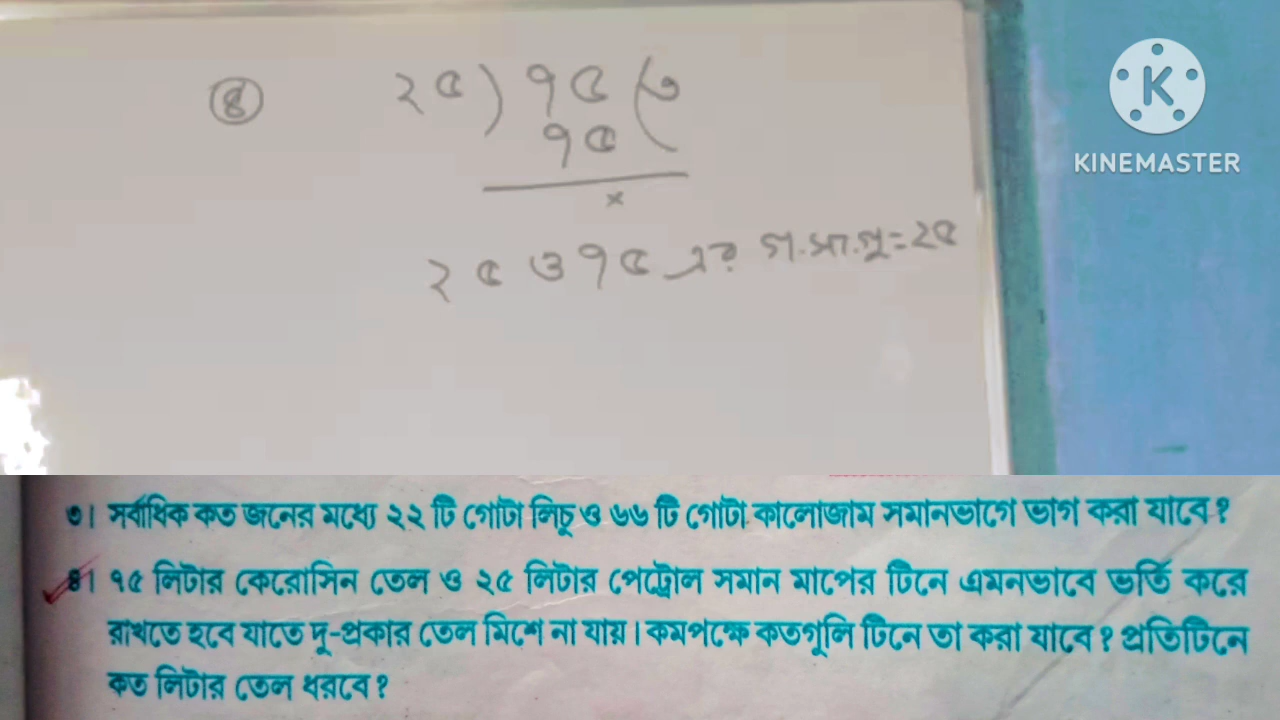 ৪ ২৫) ৭৫ (৩
৭৫
×
২৫ ও ৭৫ এর গ.সা.গু = ২৫
KINEMASTER
৩। সর্বাধিক কত জনের মধ্যে ২২ টি গোটা লিচু ও ৬৬ টি গোটা কালোজাম সমানভাগে ভাগ করা যাবে?
৪। ৭৫ লিটার কেরোসিন তেল ও ২৫ লিটার পেট্রোল সমান মাপের টিনে এমনভাবে ভর্তি করে
রাখতে হবে যাতে দু-প্রকার তেল মিশে না যায়। কমপক্ষে কতগুলি টিনে তা করা যাবে? প্রতিটিনে
কত লিটার তেল ধরবে?